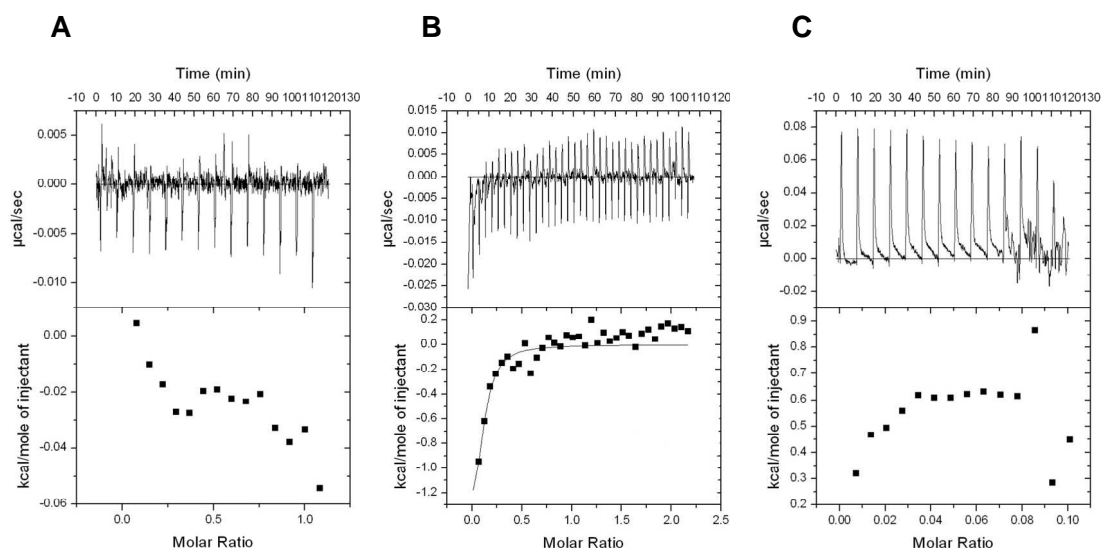 A
B
C
Time (min)
-10 0 10 20 30 40 50 60 70 80 90 100 110 120 130
0.005
0.000
-0.005
-0.010
µcal/sec
0.00
-0.02
-0.04
-0.06
kcal/mole of injectant
0.0 0.5 1.0
Molar Ratio
Time (min)
-10 0 10 20 30 40 50 60 70 80 90 100 110 120
0.015
0.010
0.005
0.000
-0.005
-0.010
-0.015
-0.020
-0.025
-0.030
µcal/sec
0.2
0.0
-0.2
-0.4
-0.6
-0.8
-1.0
-1.2
kcal/mole of injectant
0.0 0.5 1.0 1.5 2.0 2.5
Molar Ratio
Time (min)
-10 0 10 20 30 40 50 60 70 80 90 100 110 120 130
0.08
0.06
0.04
0.02
0.00
-0.02
µcal/sec
0.9
0.8
0.7
0.6
0.5
0.4
0.3
0.2
kcal/mole of injectant
0.00 0.02 0.04 0.06 0.08 0.10
Molar Ratio